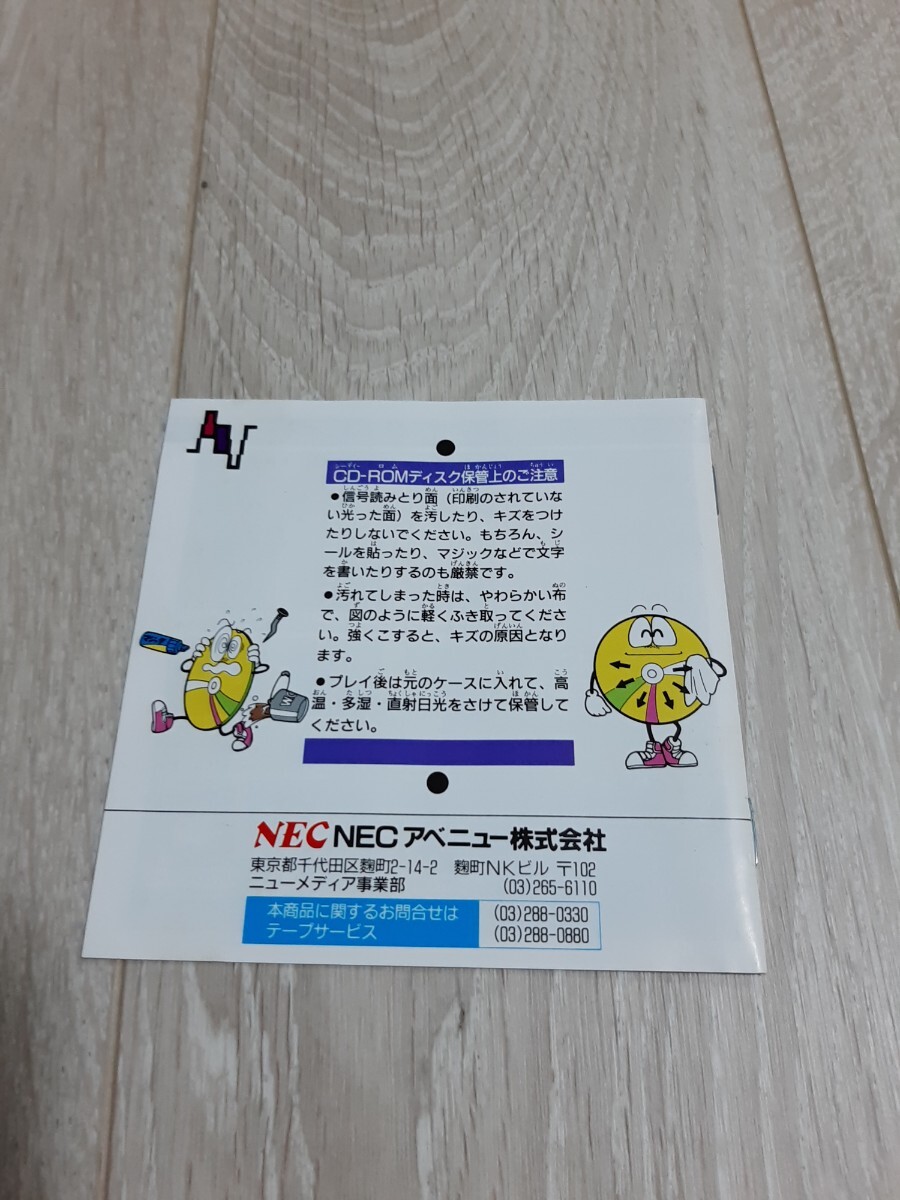 AV
CD-ROMディスク保管上のご注意
●信号読みとり面(印刷のされていな
い光った面)を汚したり、キズをつけ
たりしないでください。もちろん、シ
ールを貼ったり、マジックなどで文字
を書いたりするのも厳禁です。
●汚れてしまった時は、やわらかい布
で、図のように軽くふき取ってくださ
い。強くこすると、キズの原因となり
ます。
●プレイ後は元のケースに入れて、高
温・多湿・直射日光をさけて保管して
ください。
NEC NEC アベニュー株式会社
東京都千代田区麹町2-14-2 麹町NKビル 〒102
ニューメディア事業部 (03)265-6110
本商品に関するお問合せは (03)288-0330
テープサービス (03)288-0880